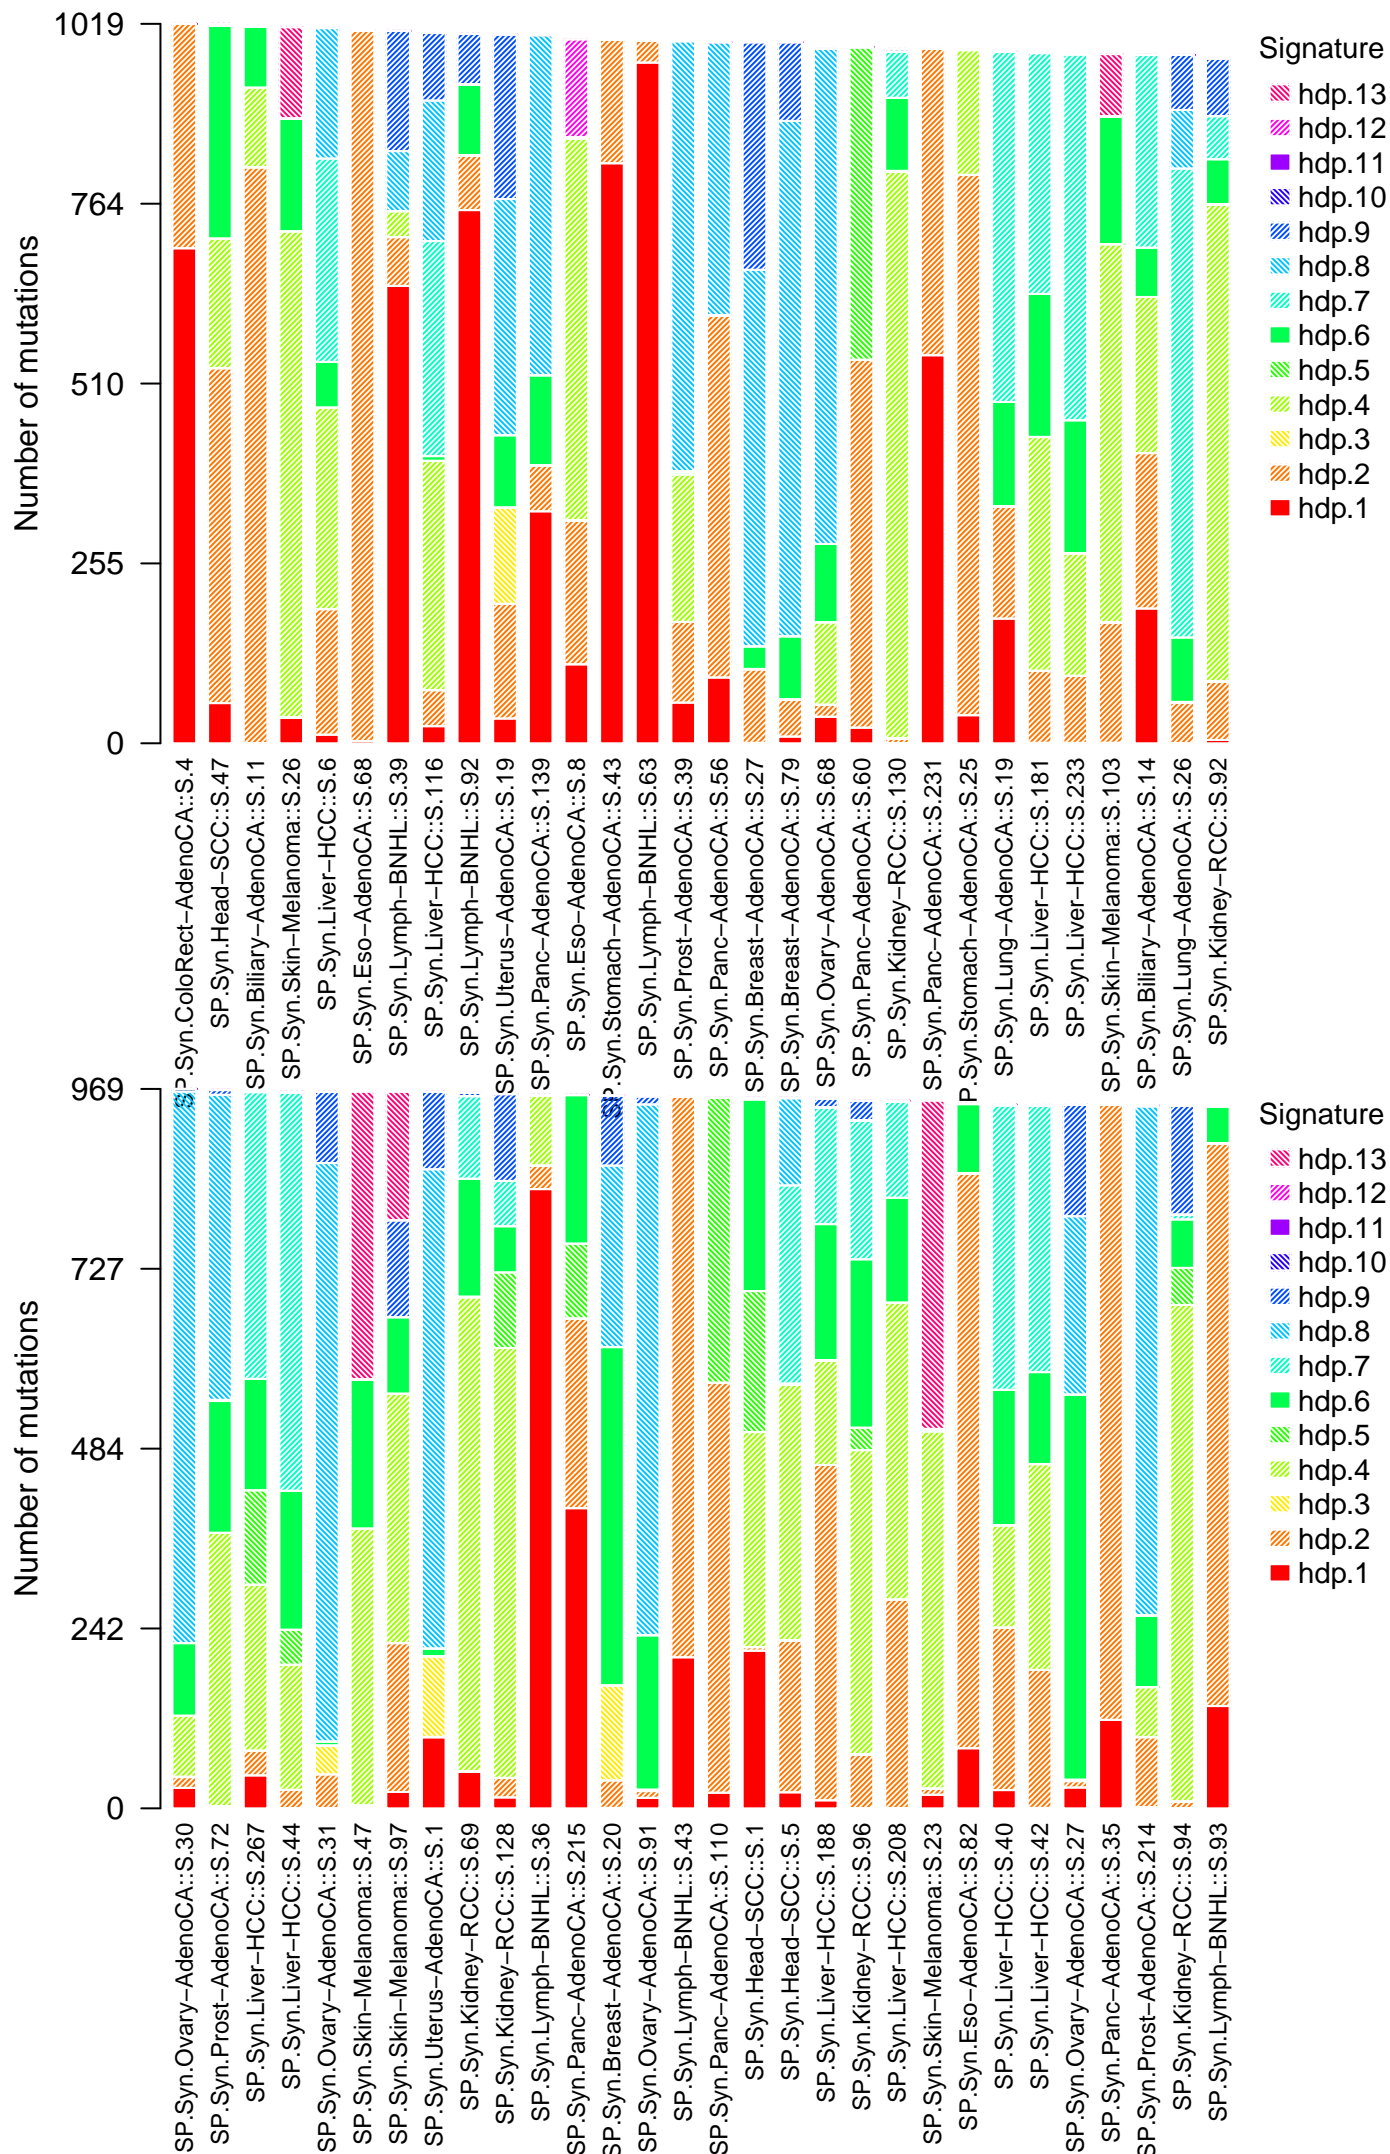 1019
764
510
255
0
Number of mutations
Signature
hdp.13
hdp.12
hdp.11
hdp.10
hdp.9
hdp.8
hdp.7
hdp.6
hdp.5
hdp.4
hdp.3
hdp.2
hdp.1
SP.Syn.ColoRect−AdenoCA::S.4
SP.Syn.Head−SCC::S.47
SP.Syn.Biliary−AdenoCA::S.11
SP.Syn.Skin−Melanoma::S.26
SP.Syn.Liver−HCC::S.6
SP.Syn.Eso−AdenoCA::S.68
SP.Syn.Lymph−BNHL::S.39
SP.Syn.Liver−HCC::S.116
SP.Syn.Lymph−BNHL::S.92
SP.Syn.Uterus−AdenoCA::S.19
SP.Syn.Panc−AdenoCA::S.139
SP.Syn.Eso−AdenoCA::S.8
SP.Syn.Stomach−AdenoCA::S.43
SP.Syn.Lymph−BNHL::S.63
SP.Syn.Prost−AdenoCA::S.39
SP.Syn.Panc−AdenoCA::S.56
SP.Syn.Breast−AdenoCA::S.27
SP.Syn.Breast−AdenoCA::S.79
SP.Syn.Ovary−AdenoCA::S.68
SP.Syn.Panc−AdenoCA::S.60
SP.Syn.Kidney−RCC::S.130
SP.Syn.Panc−AdenoCA::S.231
P.Syn.Stomach−AdenoCA::S.25
SP.Syn.Lung−AdenoCA::S.19
SP.Syn.Liver−HCC::S.181
SP.Syn.Liver−HCC::S.233
SP.Syn.Skin−Melanoma::S.103
SP.Syn.Biliary−AdenoCA::S.14
SP.Syn.Lung−AdenoCA::S.26
SP.Syn.Kidney−RCC::S.92
969
727
484
242
0
Number of mutations
Signature
hdp.13
hdp.12
hdp.11
hdp.10
hdp.9
hdp.8
hdp.7
hdp.6
hdp.5
hdp.4
hdp.3
hdp.2
hdp.1
SP.Syn.Ovary−AdenoCA::S.30
SP.Syn.Prost−AdenoCA::S.72
SP.Syn.Liver−HCC::S.267
SP.Syn.Liver−HCC::S.44
SP.Syn.Ovary−AdenoCA::S.31
SP.Syn.Skin−Melanoma::S.47
SP.Syn.Skin−Melanoma::S.97
SP.Syn.Uterus−AdenoCA::S.1
SP.Syn.Kidney−RCC::S.69
SP.Syn.Kidney−RCC::S.128
SP.Syn.Lymph−BNHL::S.36
SP.Syn.Panc−AdenoCA::S.215
SP.Syn.Breast−AdenoCA::S.20
SP.Syn.Ovary−AdenoCA::S.91
SP.Syn.Lymph−BNHL::S.43
SP.Syn.Panc−AdenoCA::S.110
SP.Syn.Head−SCC::S.1
SP.Syn.Head−SCC::S.5
SP.Syn.Liver−HCC::S.188
SP.Syn.Kidney−RCC::S.96
SP.Syn.Liver−HCC::S.208
SP.Syn.Skin−Melanoma::S.23
SP.Syn.Eso−AdenoCA::S.82
SP.Syn.Liver−HCC::S.40
SP.Syn.Liver−HCC::S.42
SP.Syn.Ovary−AdenoCA::S.27
SP.Syn.Panc−AdenoCA::S.35
SP.Syn.Prost−AdenoCA::S.214
SP.Syn.Kidney−RCC::S.94
SP.Syn.Lymph−BNHL::S.93